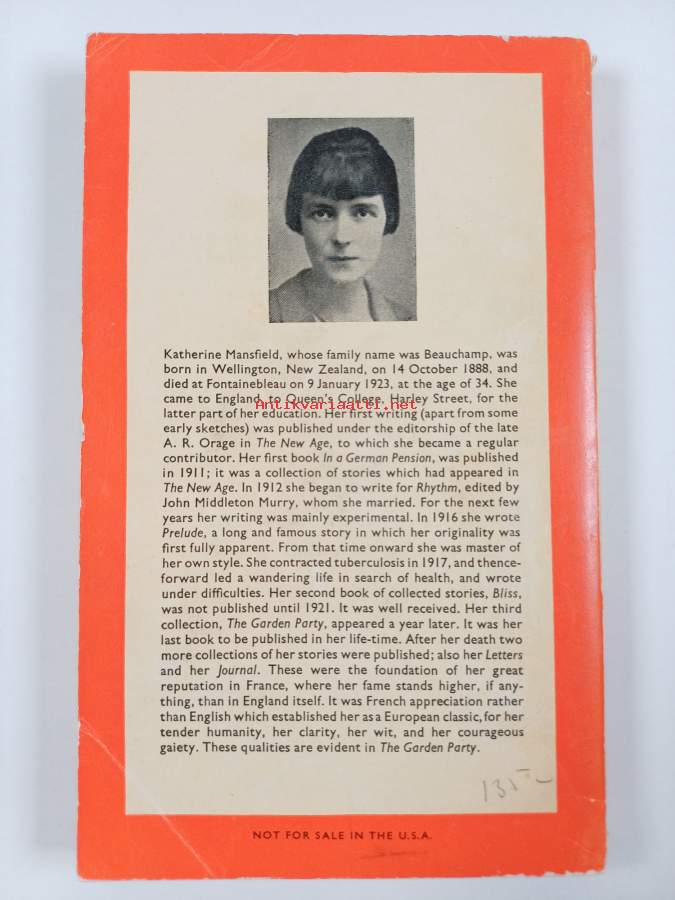 Katherine Mansfield, whose family name was Beauchamp, was
born in Wellington, New Zealand, on 14 October 1888, and
died at Fontainebleau on 9 January 1923, at the age of 34. She
came to England, to Queen's College, Harley Street, for the
Antikvariaatti.net
latter part of her education. Her first writing (apart from some
early sketches) was published under the editorship of the late
A. R. Orage in The New Age, to which she became a regular
contributor. Her first book In a German Pension, was published
in 1911; it was a collection of stories which had appeared in
The New Age. In 1912 she began to write for Rhythm, edited by
John Middleton Murry, whom she married. For the next few
years her writing was mainly experimental. In 1916 she wrote
Prelude, a long and famous story in which her originality was
first fully apparent. From that time onward she was master of
her own style. She contracted tuberculosis in 1917, and thence-
forward led a wandering life in search of health, and wrote
under difficulties. Her second book of collected stories, Bliss,
was not published until 1921. It was well received. Her third
collection, The Garden Party, appeared a year later. It was her
last book to be published in her life-time. After her death two
more collections of her stories were published; also her Letters
and her Journal. These were the foundation of her great
reputation in France, where her fame stands higher, if any-
thing, than in England itself. It was French appreciation rather
than English which established her as a European classic, for her
tender humanity, her clarity, her wit, and her courageous
gaiety. These qualities are evident in The Garden Party.
NOT FOR SALE IN THE U.S.A.